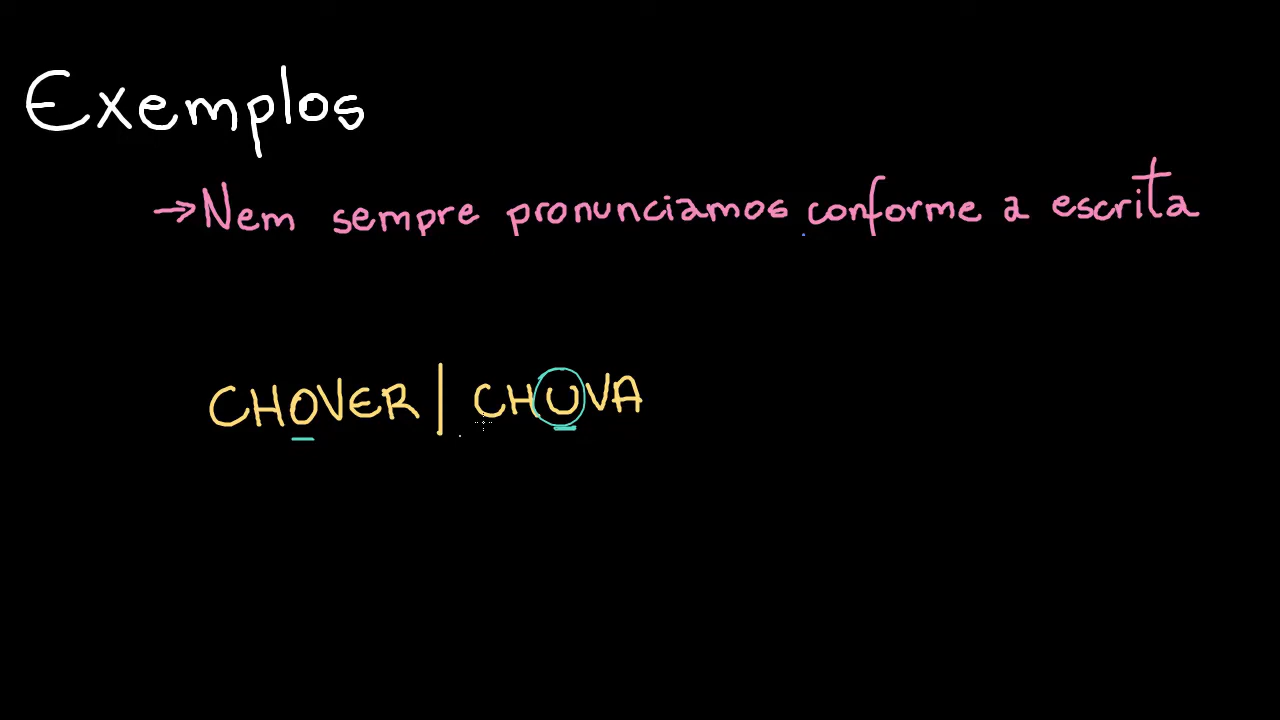 Exemplos
→ Nem sempre pronunciamos conforme a escrita
CHOVER | CHUVA